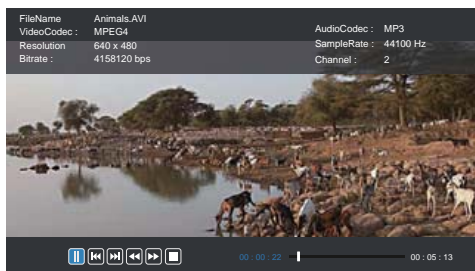 FileName Animals.AVI
VideoCodec : MPEG4
Resolution 640 x 480
Bitrate : 4158120 bps
AudioCodec : MP3
SampleRate : 44100 Hz
Channel : 2
00 : 00 : 22
00 : 05 : 13